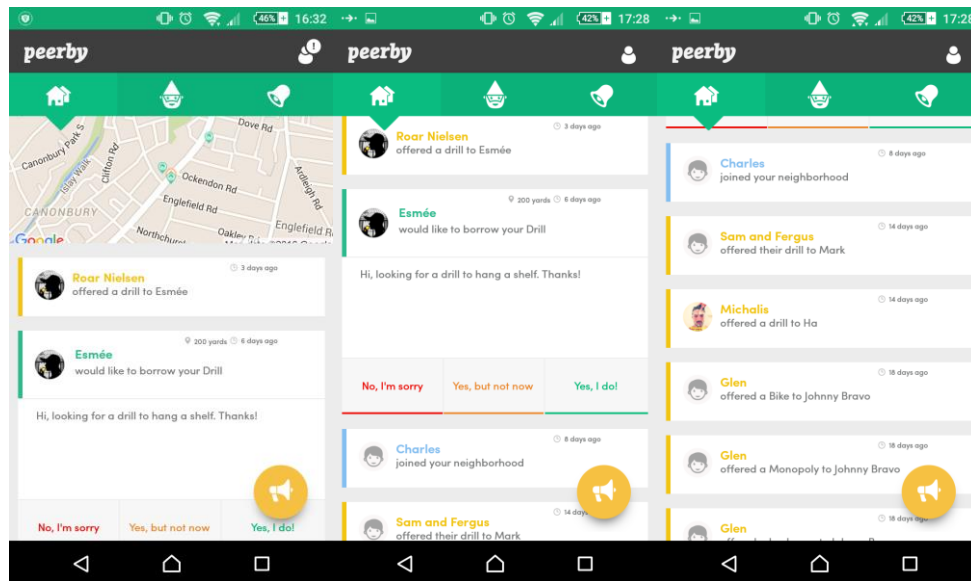 46% 16:32
peerby
Dove Rd
Canonbury Park S
Clifton Rd
Islay Walk
Ockendon Rd
Ardleigh Rd
Englefield Rd
CANONBURY
Englefield R
Northchurch
Oakley
Google
Roar Nielsen
3 days ago
offered a drill to Esmée
200 yards 6 days ago
Esmée
would like to borrow your Drill
Hi, looking for a drill to hang a shelf. Thanks!
No, I'm sorry Yes, but not now Yes, I do!
42% 17:28
peerby
3 days ago
Roar Nielsen
offered a drill to Esmée
200 yards 6 days ago
Esmée
would like to borrow your Drill
Hi, looking for a drill to hang a shelf. Thanks!
No, I'm sorry Yes, but not now Yes, I do!
8 days ago
Charles
joined your neighborhood
14 days
Sam and Fergus
offered their drill to Mark
42% 17:28
peerby
8 days ago
Charles
joined your neighborhood
14 days ago
Sam and Fergus
offered their drill to Mark
14 days ago
Michalis
offered a drill to Ha
18 days ago
Glen
offered a Bike to Johnny Bravo
18 days ago
Glen
offered a Monopoly to Johnny Bravo
18 days ago
Glen